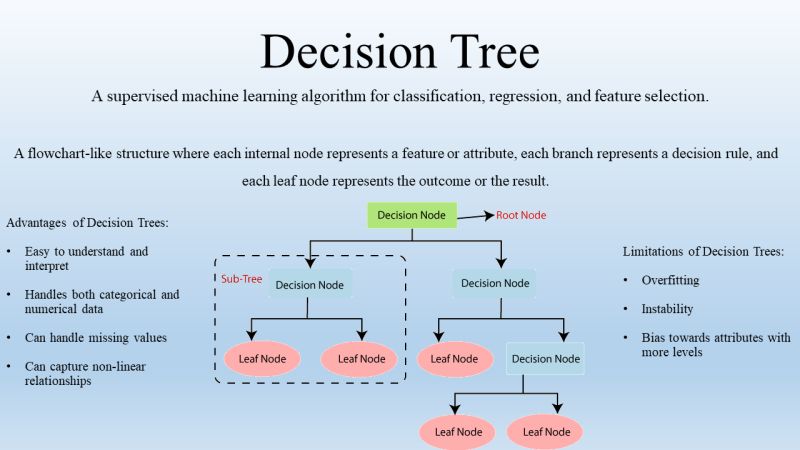 Decision Tree
A supervised machine learning algorithm for classification, regression, and feature selection.
A flowchart-like structure where each internal node represents a feature or attribute, each branch represents a decision rule, and
each leaf node represents the outcome or the result.
Advantages of Decision Trees:
• Easy to understand and
interpret
• Handles both categorical and
numerical data
• Can handle missing values
• Can capture non-linear
relationships
Decision Node
Root Node
Sub-Tree
Decision Node
Decision Node
Leaf Node
Leaf Node
Leaf Node
Decision Node
Leaf Node
Leaf Node
Limitations of Decision Trees:
• Overfitting
• Instability
• Bias towards attributes with
more levels